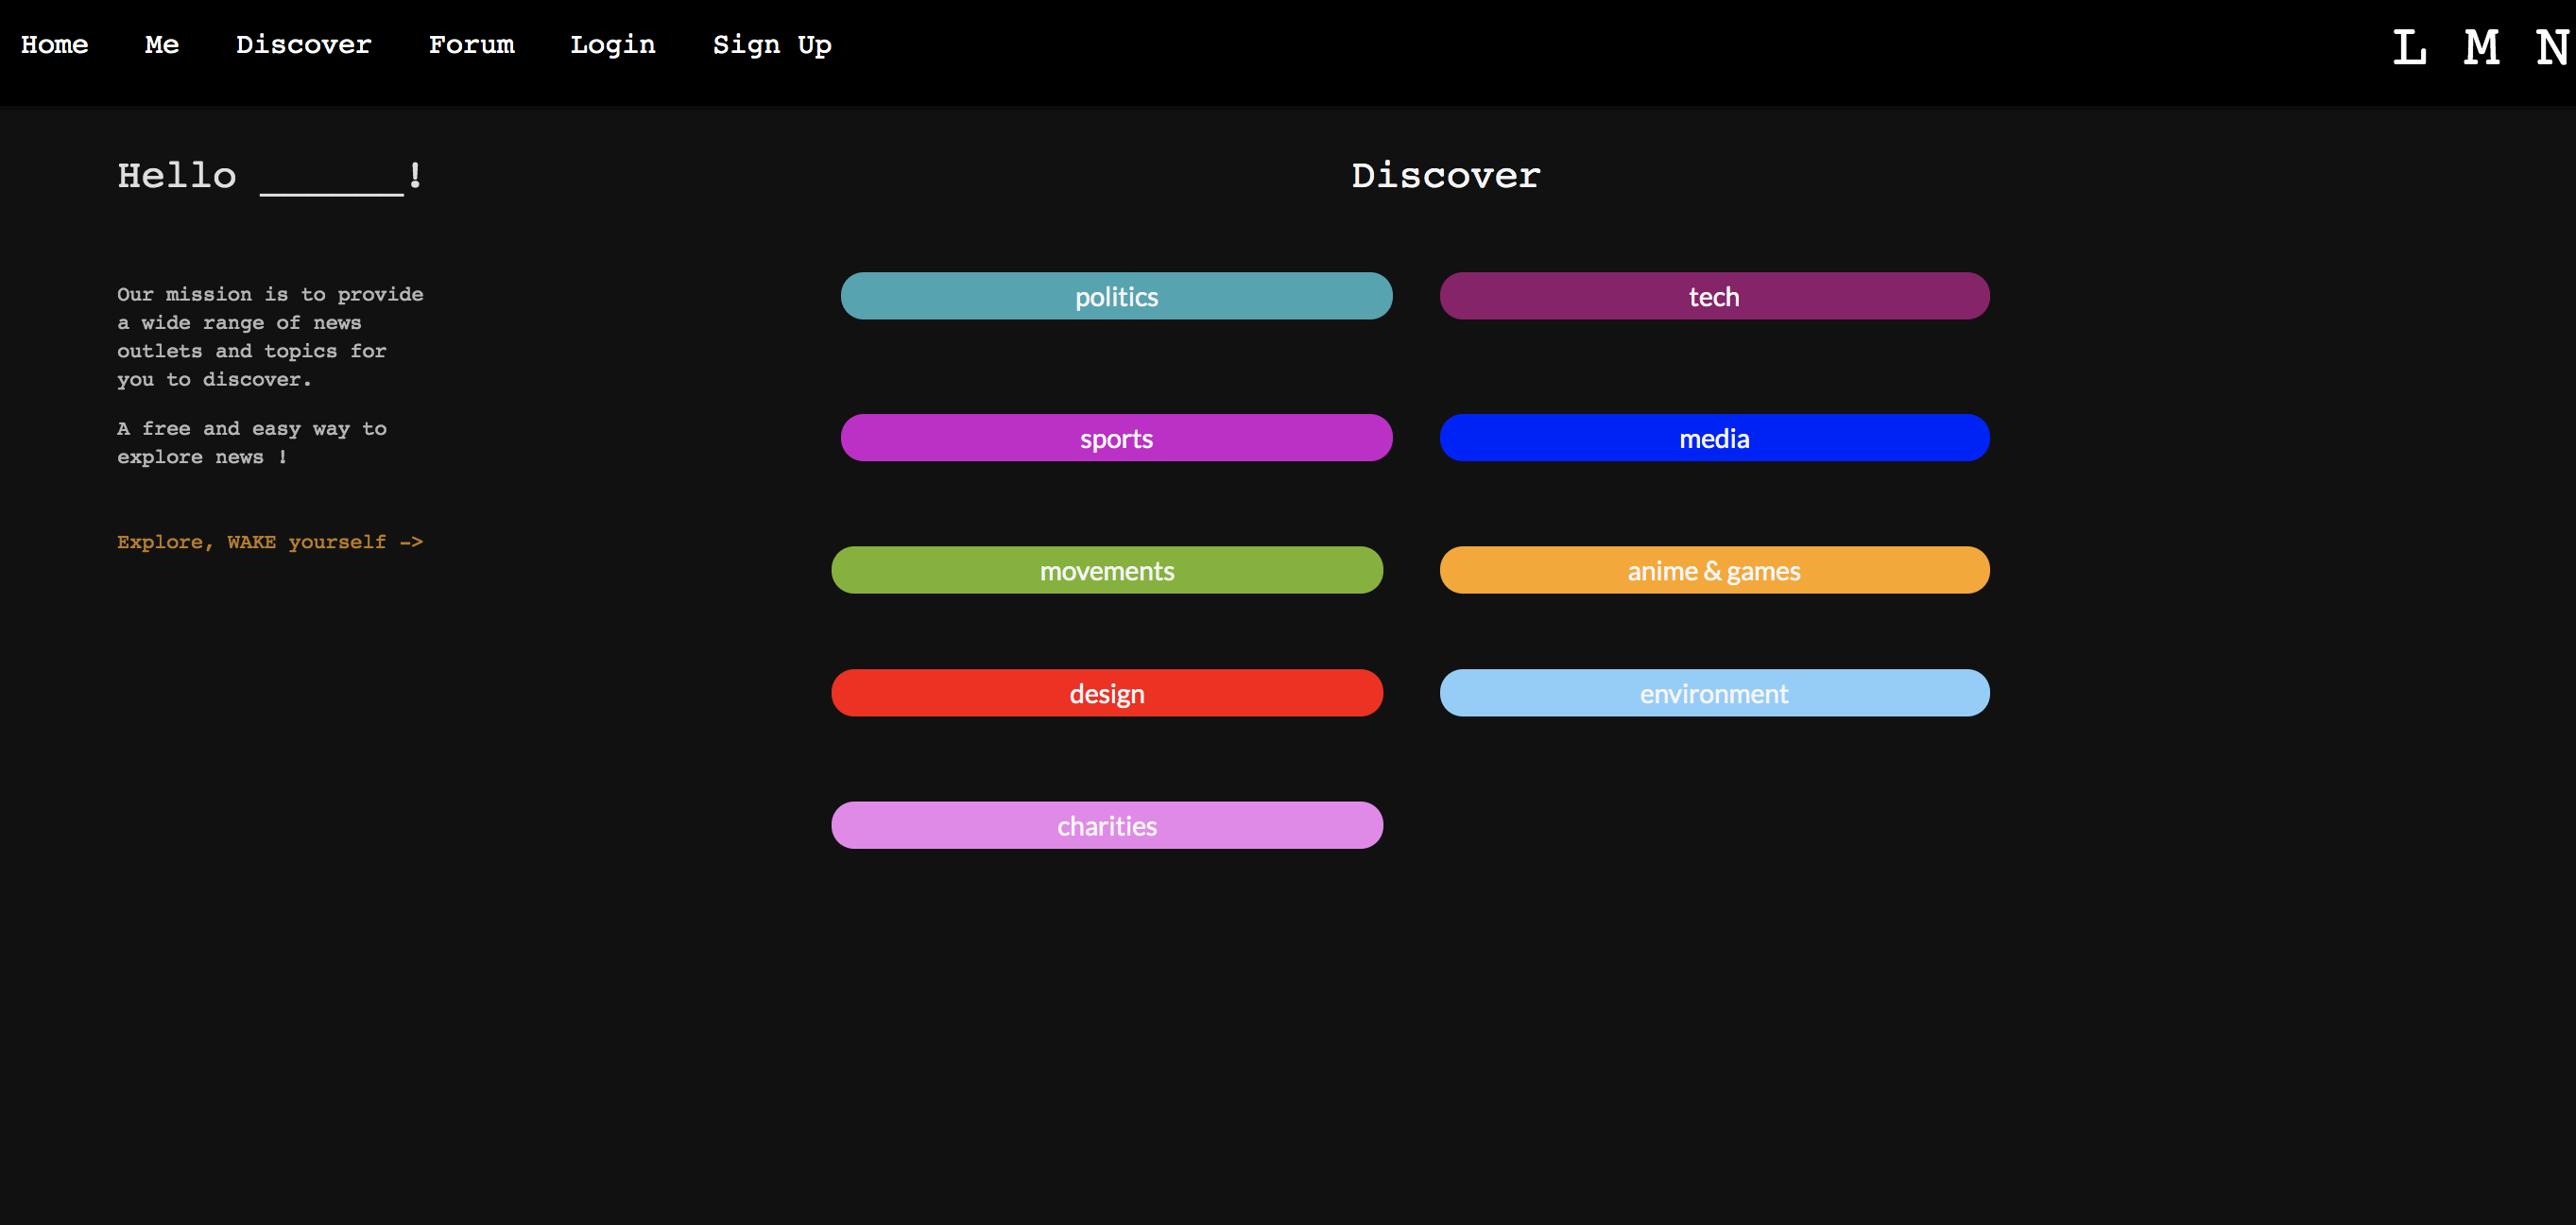 Home Me Discover Forum Login Sign Up
L M N
Hello ______!
Our mission is to provide
a wide range of news
outlets and topics for
you to discover.
A free and easy way to
explore news !
Explore, WAKE yourself ->
Discover
politics
tech
sports
media
movements
anime & games
design
environment
charities